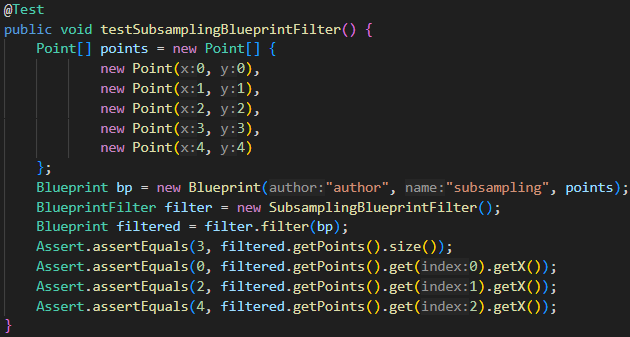 @Test
public void testSubsamplingBlueprintFilter() {
    Point[] points = new Point[] {
            new Point(x:0, y:0),
            new Point(x:1, y:1),
            new Point(x:2, y:2),
            new Point(x:3, y:3),
            new Point(x:4, y:4)
    };
    Blueprint bp = new Blueprint(author:"author", name:"subsampling", points);
    BlueprintFilter filter = new SubsamplingBlueprintFilter();
    Blueprint filtered = filter.filter(bp);
    Assert.assertEquals(3, filtered.getPoints().size());
    Assert.assertEquals(0, filtered.getPoints().get(index:0).getX());
    Assert.assertEquals(2, filtered.getPoints().get(index:1).getX());
    Assert.assertEquals(4, filtered.getPoints().get(index:2).getX());
}